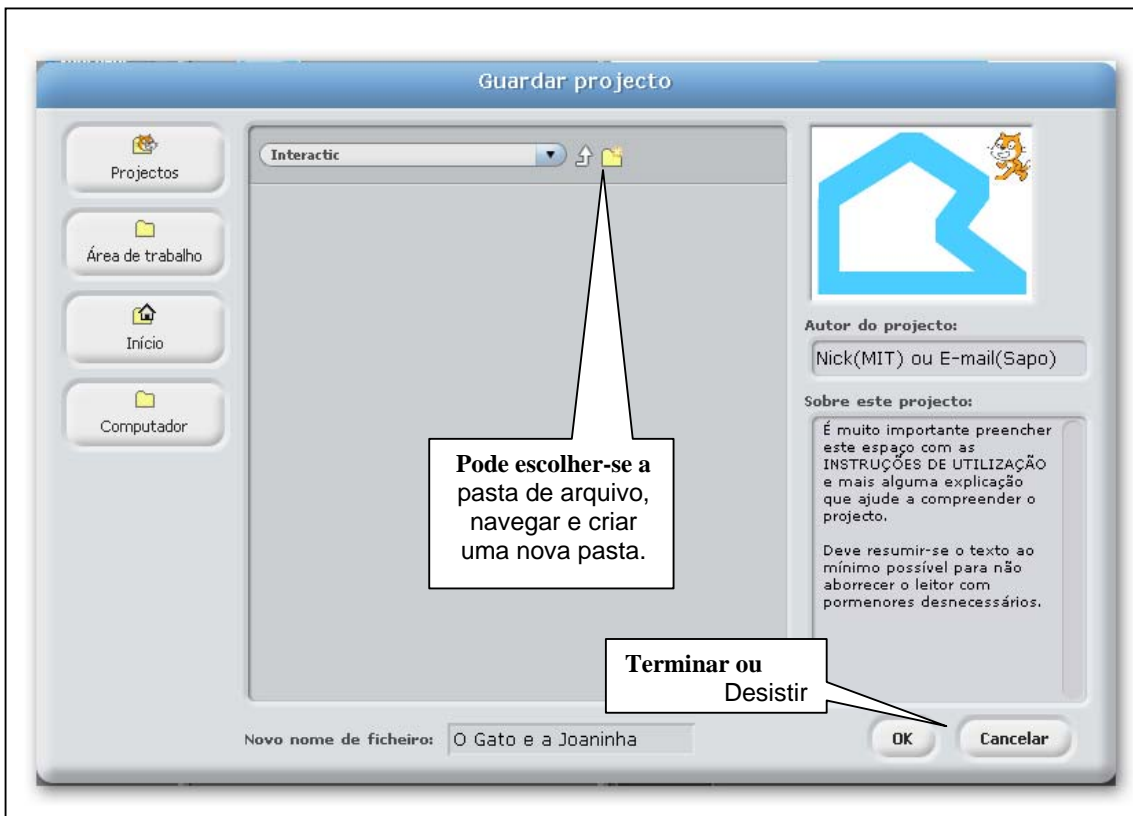 Guardar projecto
Projectos
Área de trabalho
Início
Computador
Interactic
Pode escolher-se a
pasta de arquivo,
navegar e criar
uma nova pasta.
Autor do projecto:
Nick(MIT) ou E-mail(Sapo)
Sobre este projecto:
É muito importante preencher
este espaço com as
INSTRUÇÕES DE UTILIZAÇÃO
e mais alguma explicação
que ajude a compreender o
projecto.
Deve resumir-se o texto ao
mínimo possível para não
aborrecer o leitor com
pormenores desnecessários.
Terminar ou
Desistir
Novo nome de ficheiro: O Gato e a Joaninha
OK Cancelar